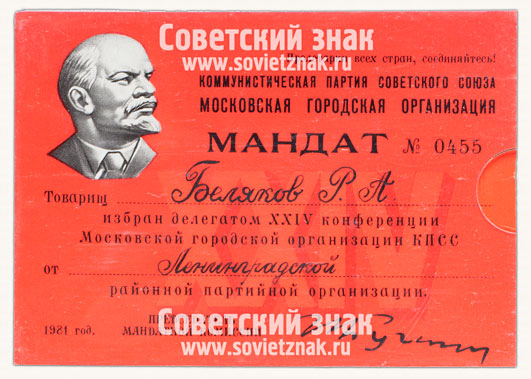 Советский знак
www.sovietznak.ru
всех стран, соединяйтесь!
КОММУНИСТИЧЕСКАЯ ПАРТИЯ СОВЕТСКОГО СОЮЗА
МОСКОВСКАЯ ГОРОДСКАЯ ОРГАНИЗАЦИЯ
МАНДАТ № 0455
Товарищ Беляков Р. А
избран делегатом XXIV конференции
Московской городской организации КПСС
от Ленинградской
районной партийной организации.
Советский знак
1981 год.
www.sovietznak.ru